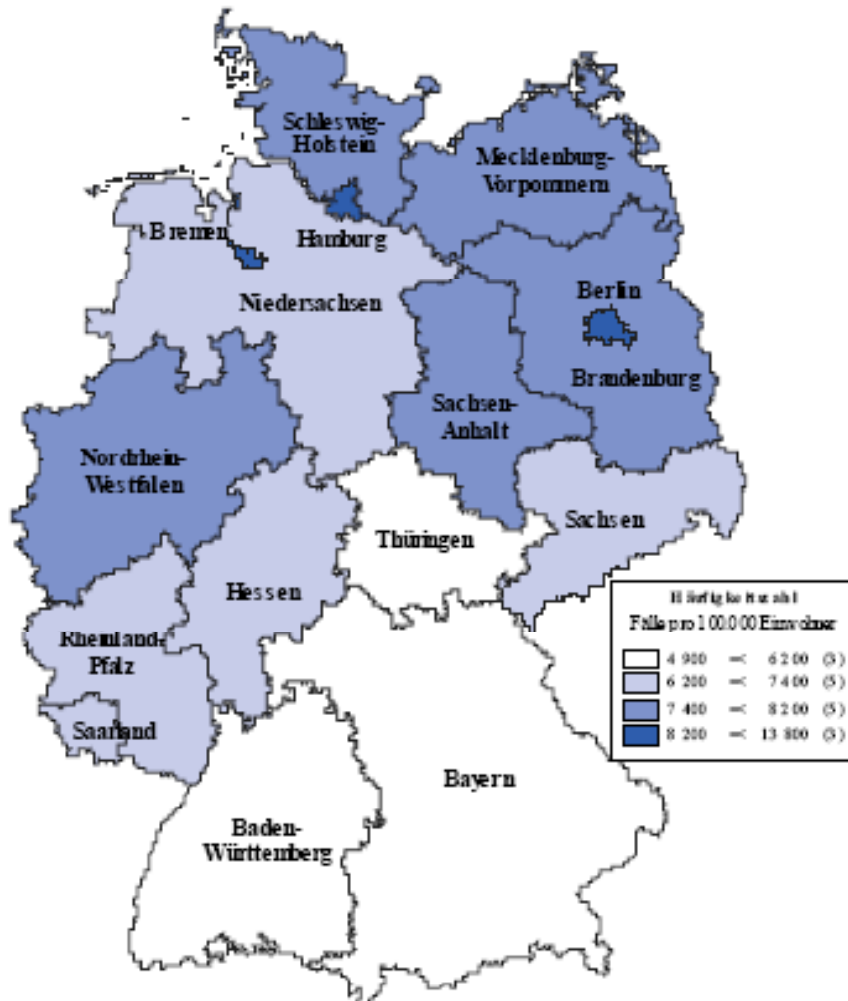 Schleswig-
Holstein
Mecklenburg-
Vorpommern
Bremen
Hamburg
Niedersachsen
Berlin
Brandenburg
Sachsen-
Anhalt
Nordrhein-
Westfalen
Thüringen
Sachsen
Hessen
Rheinland-
Pfalz
Saarland
Bayern
Baden-
Württemberg
Häufigkeitszahl
Fälle pro 100.000 Einwohner
4 900 =< 6 200 (3)
6 200 =< 7 400 (5)
7 400 =< 8 200 (5)
8 200 =< 13 800 (3)